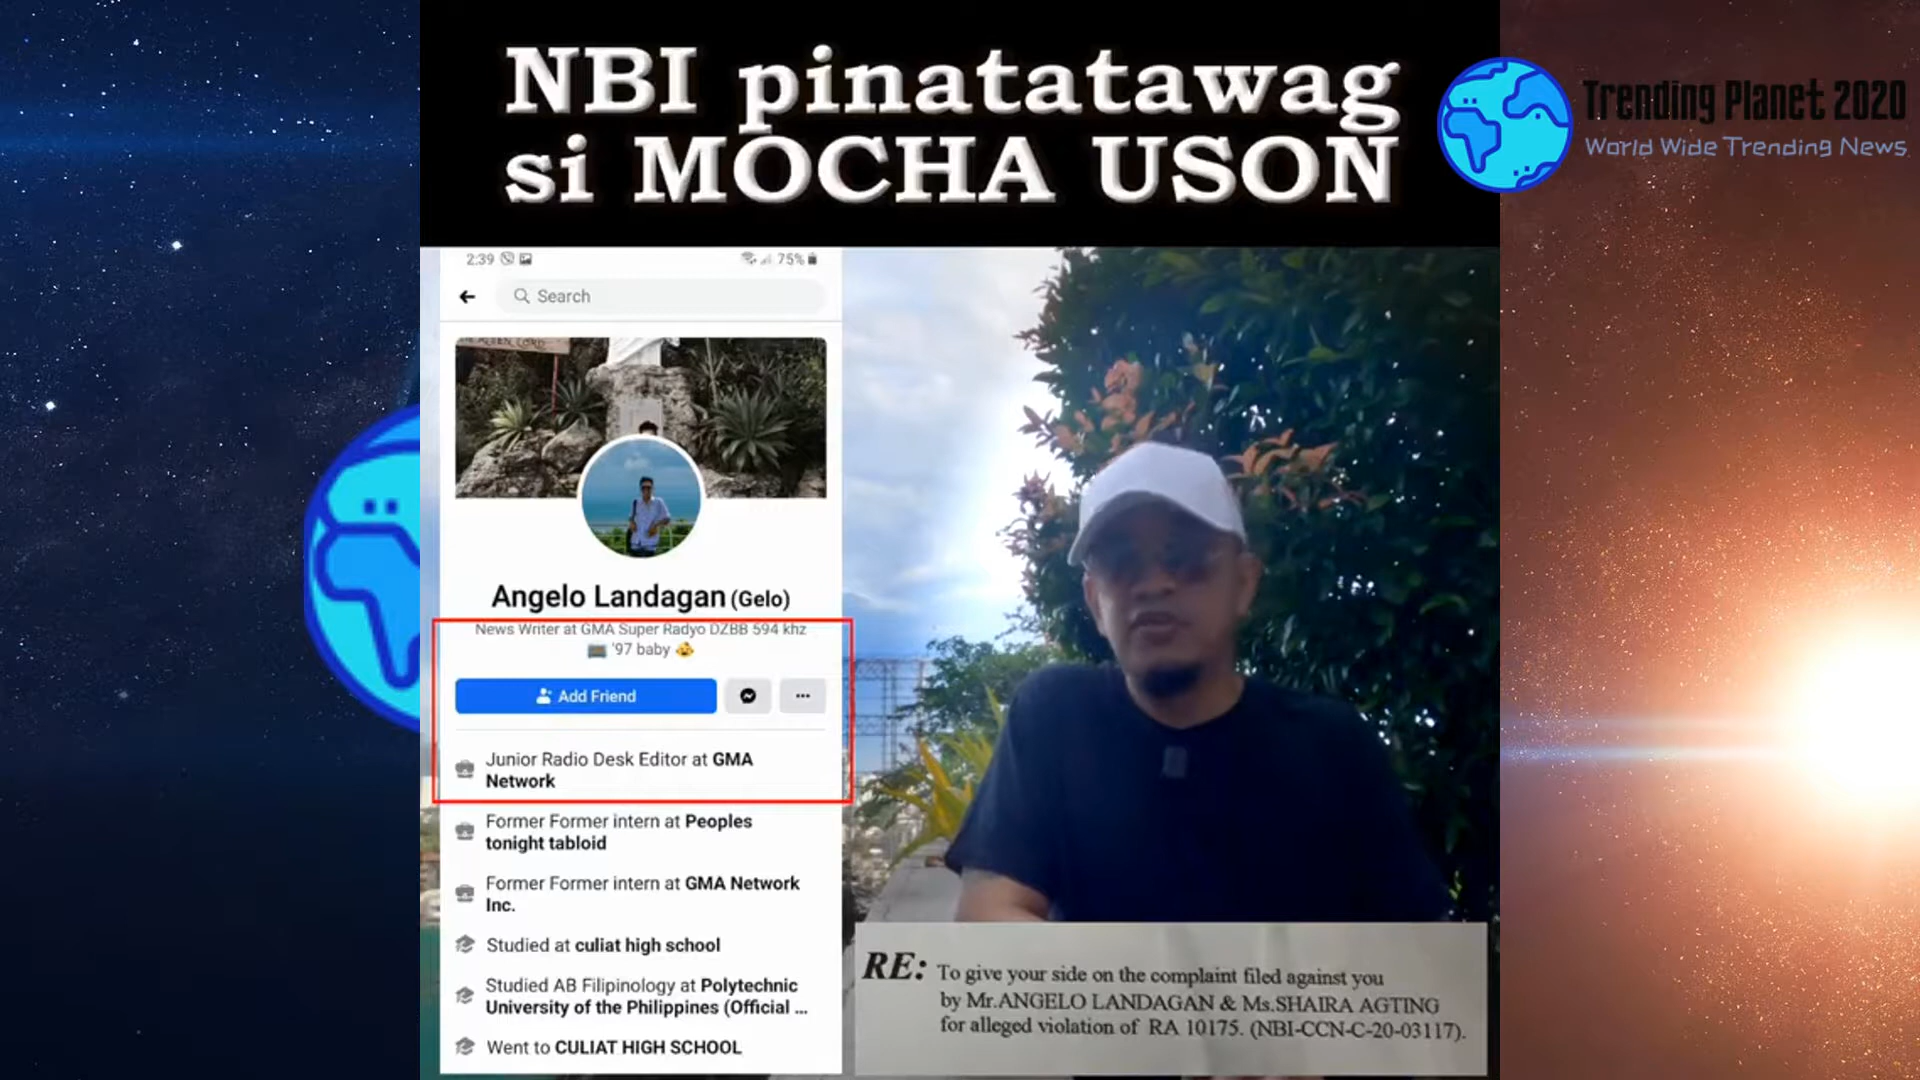 NBI pinatatawag
si MOCHA USON
Trending Planet 2020
World Wide Trending News
2:39
75%
Search
Angelo Landagan (Gelo)
News Writer at GMA Super Radyo DZBB 594 khz
'97 baby
Add Friend
Junior Radio Desk Editor at GMA
Network
Former Former intern at Peoples
tonight tabloid
Former Former intern at GMA Network
Inc.
Studied at culiat high school
Studied AB Filipinology at Polytechnic
University of the Philippines (Official ...
Went to CULIAT HIGH SCHOOL
RE: To give your side on the complaint filed against you
by Mr.ANGELO LANDAGAN & Ms.SHAIRA AGTING
for alleged violation of RA 10175. (NBI-CCN-C-20-03117).